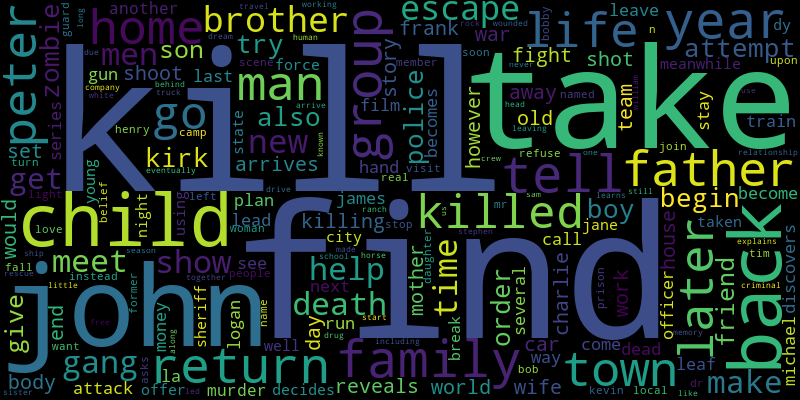 kill
find
take
john
child
return
back
family
man
home
life
year
father
killed
town
group
peter
brother
escape
go
tell
later
time
death
help
show
new
also
police
gang
make
meet
get
men
son
try
zombie
another
war
frank
leave
attempt
meanwhile
fight
shot
away
old
team
stay
train
join
begin
become
boy
jane
call
house
taken
discovers
michael
friend
officer
work
prison
charlie
order
several
car
way
wife
come
dead
leaf
kevin
local
bob
world
reveals
decides
murder
offer
attack
body
give
end
money
sheriff
logan
day
run
next
plan
lead
killing
james
city
mother
daughter
stop
ranch
horse
school
woman
people
see
using
night
belief
young
love
would
fall
instead
want
former
little
ship
rescue
season
together
sister
asks
along
la
name
free
light
set
turn
series
guard
long
gun
shoot
last
force
story
film
member
becomes
however
hand
visit
real
arrives
state
henry
camp
kirk
eventually
known
white
company
due
truck
behind
scene
human
dream
travel
working
soon
arrive
drive
left
well
drug
start
including
break
stephen
mr
sam
learns
still
us
made
crew
refuse
one
named
head
leaving
never
rock
wounded
bobby
william
use
upon
dy
n
relationship
explains
tim
criminal
memory
dr
like
led